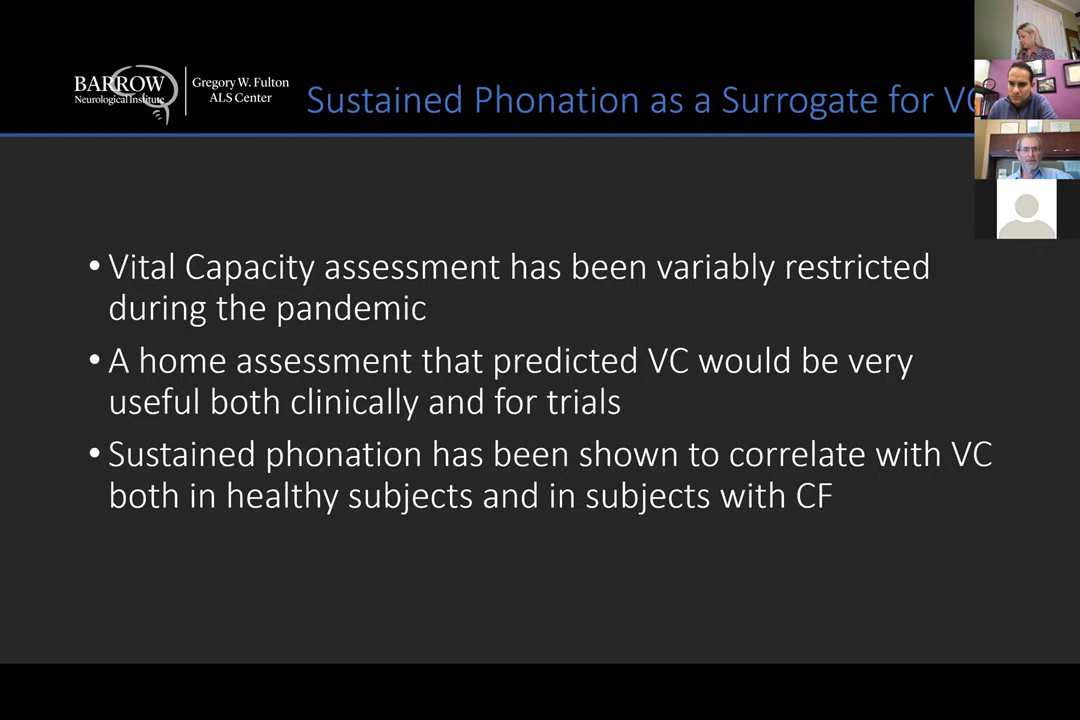 BARROW
Neurological Institute
Gregory W. Fulton
ALS Center
Sustained Phonation as a Surrogate for VC
• Vital Capacity assessment has been variably restricted
during the pandemic
• A home assessment that predicted VC would be very
useful both clinically and for trials
• Sustained phonation has been shown to correlate with VC
both in healthy subjects and in subjects with CF